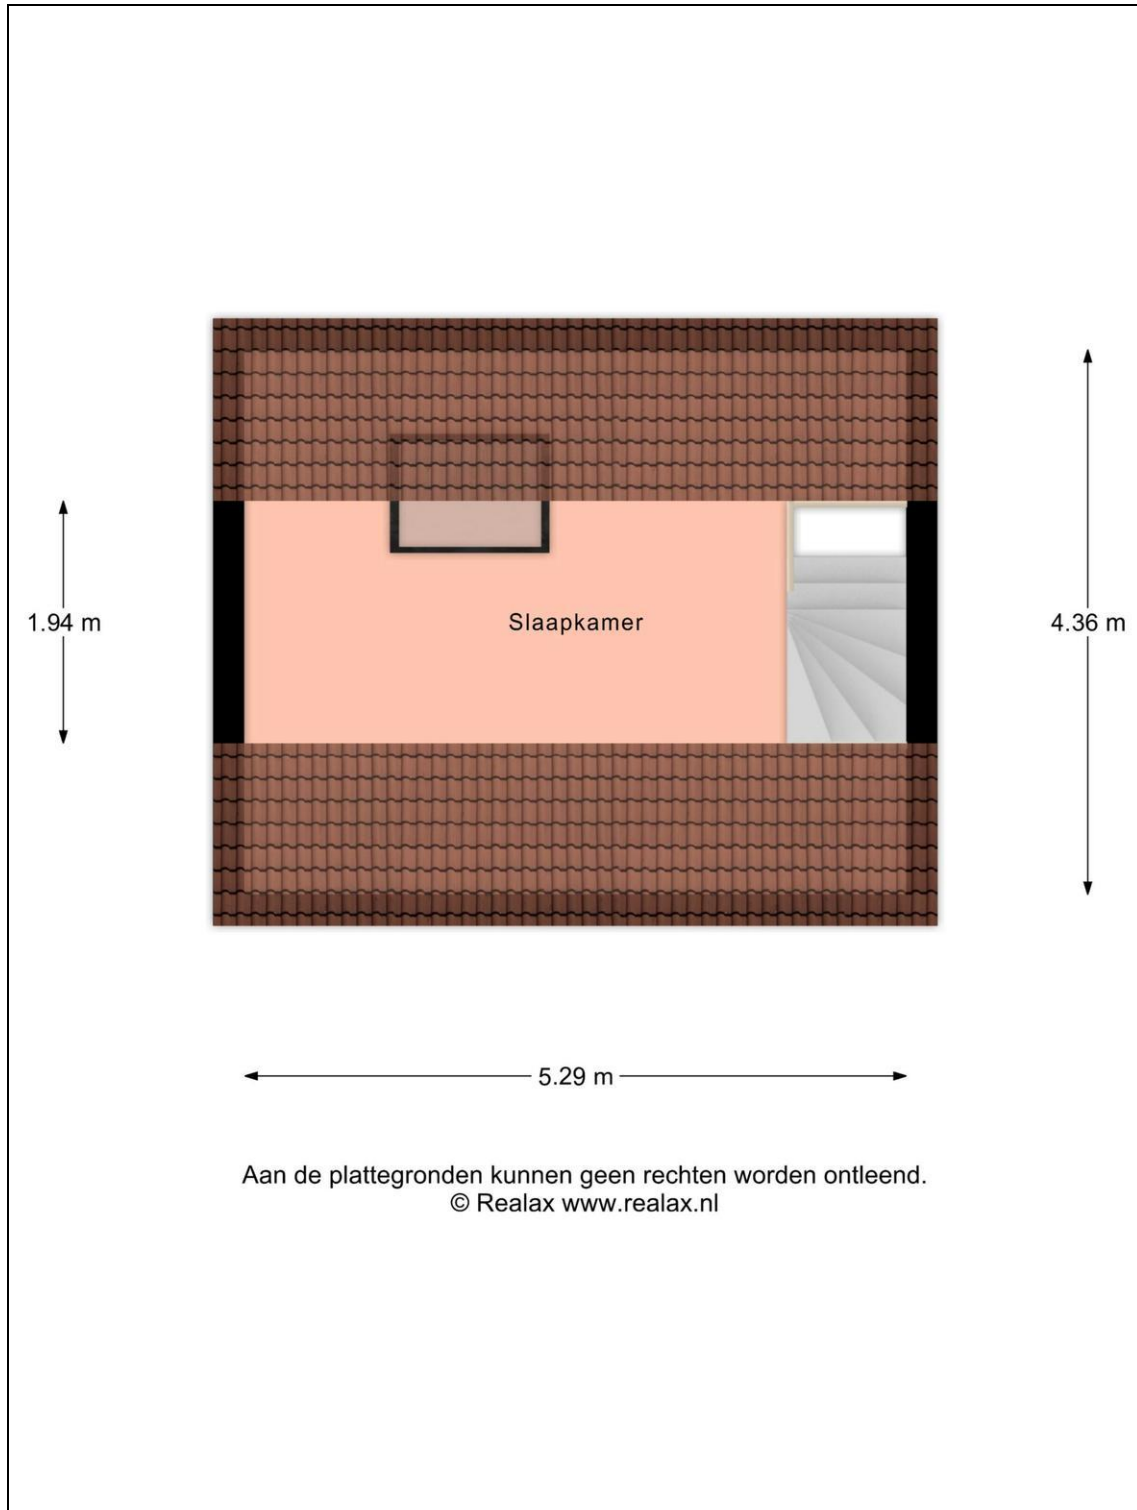 1.94 m
Slaapkamer
4.36 m
5.29 m
Aan de plattegronden kunnen geen rechten worden ontleend.
© Realax www.realax.nl